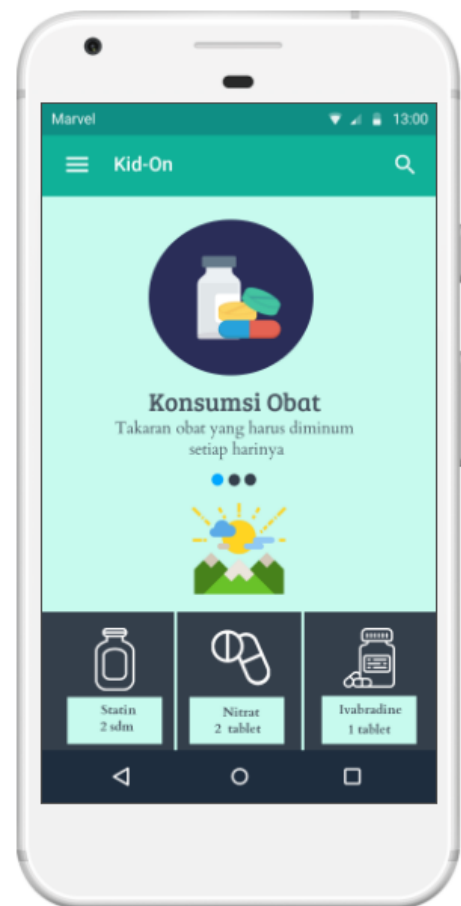 Marvel 13:00
Kid-On
Konsumsi Obat
Takaran obat yang harus diminum
setiap harinya
Statin
2 sdm
Nitrat
2 tablet
Ivabradine
1 tablet